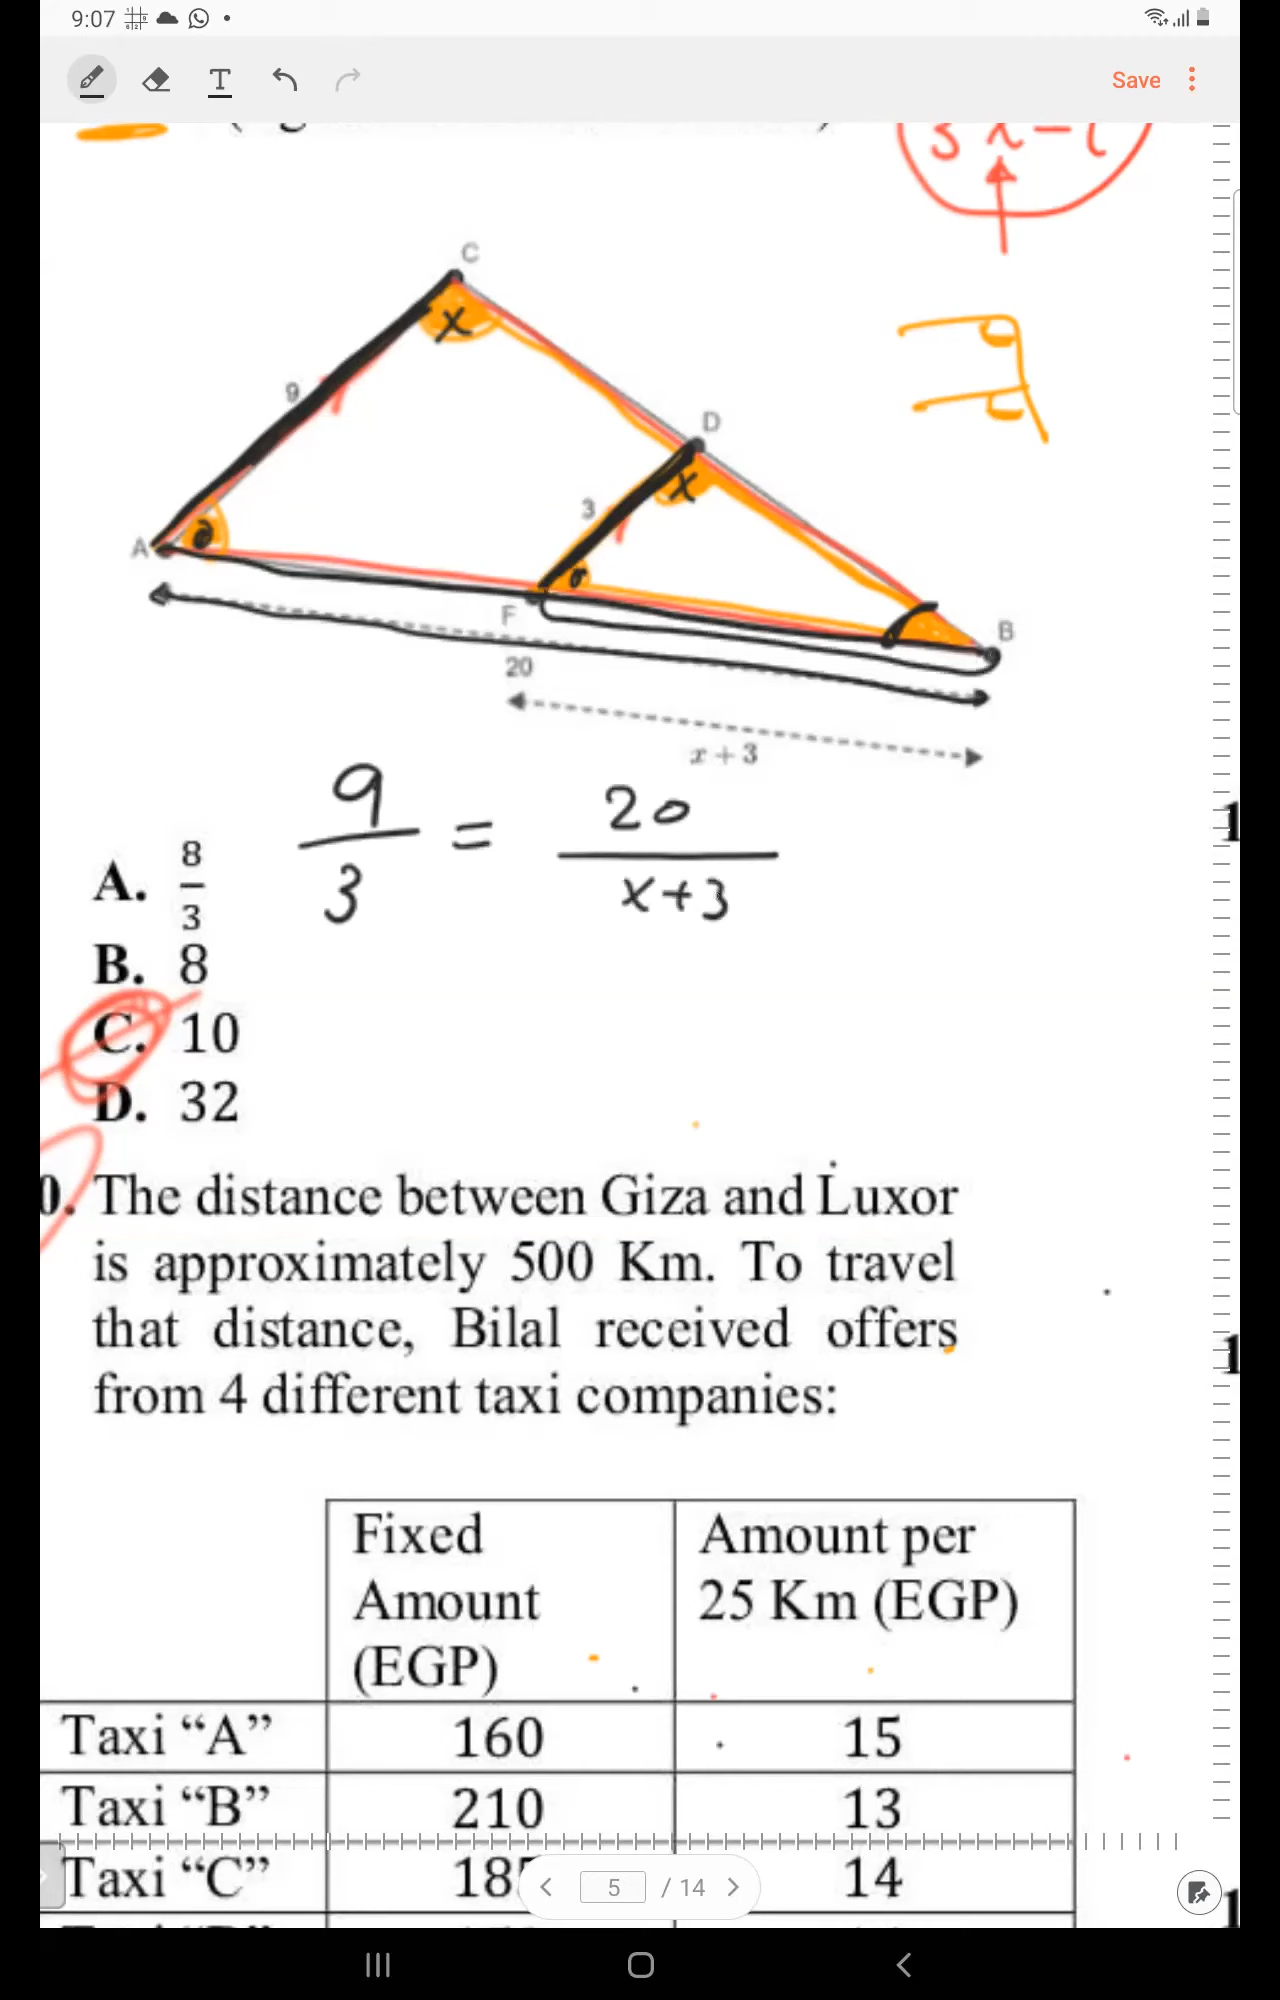 9:07
Save
3x-1
C
x
9
D
x
3
A
F
B
20
x + 3
9/3 = 20/x+3
A. 8/3
B. 8
C. 10
D. 32
0. The distance between Giza and Luxor
is approximately 500 Km. To travel
that distance, Bilal received offers
from 4 different taxi companies:
Fixed Amount (EGP) Amount per 25 Km (EGP)
Taxi “A” 160 15
Taxi “B” 210 13
Taxi “C” 14
5 / 14